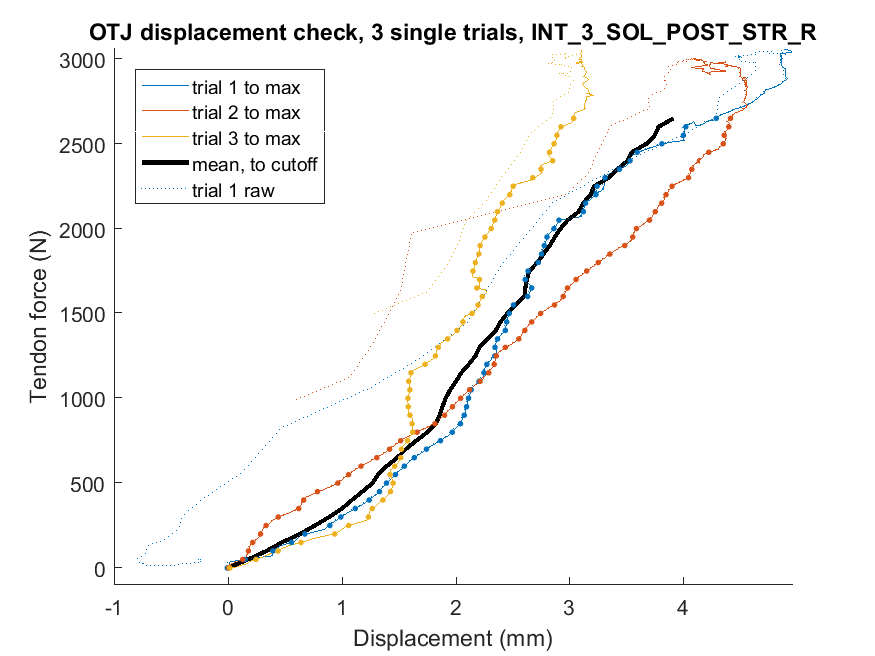 OTJ displacement check, 3 single trials, INT_3_SOL_POST_STR_R
3000
2500
2000
1500
1000
500
0
Tendon force (N)
trial 1 to max
trial 2 to max
trial 3 to max
mean, to cutoff
trial 1 raw
-1
0
1
2
3
4
Displacement (mm)